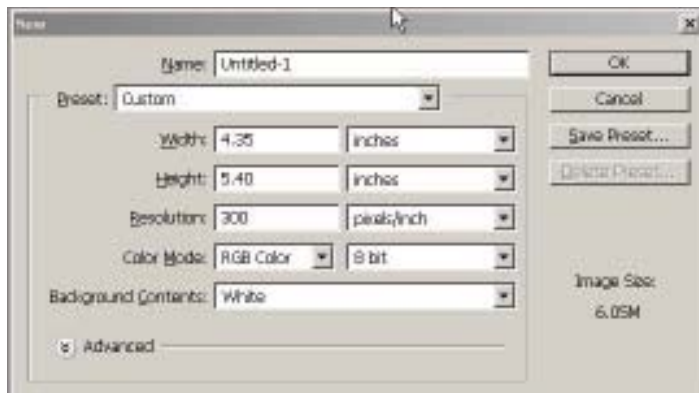 New
Name: Untitled-1
OK
Preset: Custom
Cancel
Width: 4.35 inches
Save Preset...
Height: 5.40 inches
Delete Preset...
Resolution: 300 pixels/inch
Color Mode: RGB Color 8 bit
Background Contents: White
Image Size:
6.05M
Advanced